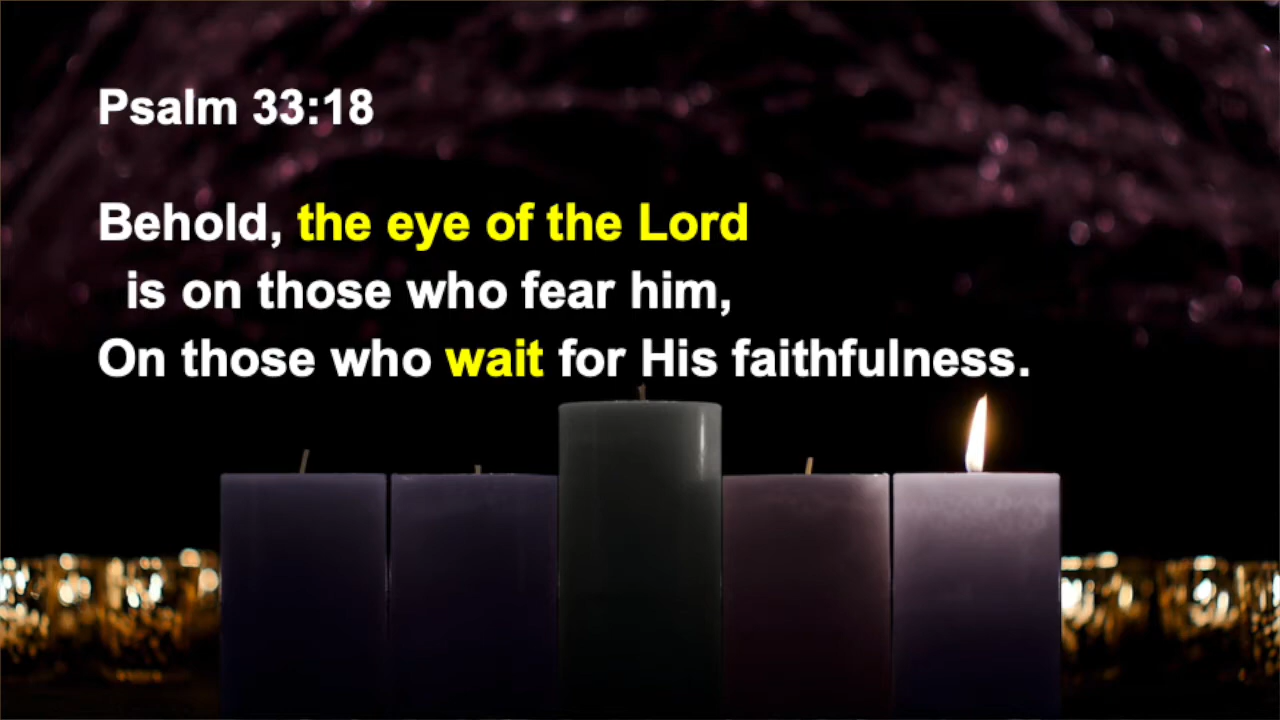 Psalm 33:18
Behold, the eye of the Lord
is on those who fear him,
On those who wait for His faithfulness.